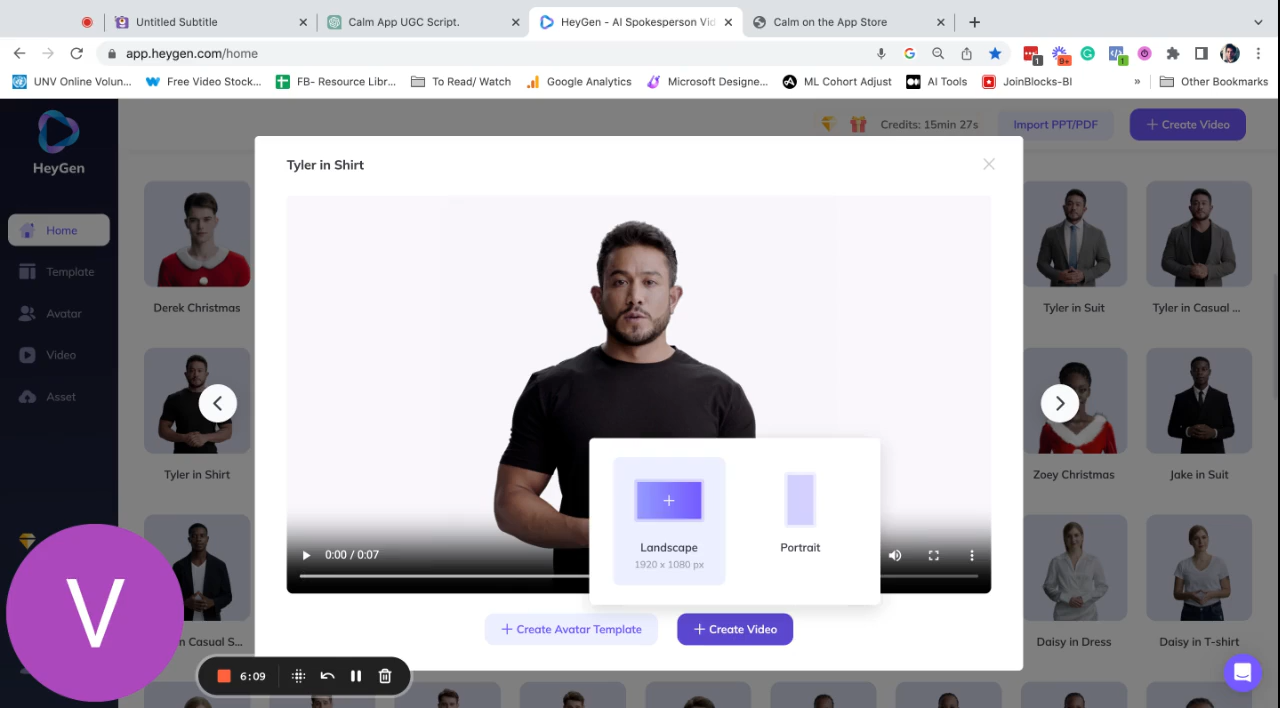 Untitled Subtitle
Calm App UGC Script.
HeyGen - AI Spokesperson Vid
Calm on the App Store
app.heygen.com/home
1
9+
1
UNV Online Volun...
Free Video Stock...
FB- Resource Libr...
To Read/ Watch
Google Analytics
Microsoft Designe...
ML Cohort Adjust
AI Tools
JoinBlocks-BI
»
Other Bookmarks
HeyGen
Credits: 15min 27s
Import PPT/PDF
+ Create Video
Home
Template
Avatar
Video
Asset
Tyler in Shirt
Derek Christmas
Tyler in Suit
Tyler in Casual ...
Tyler in Shirt
Zoey Christmas
Jake in Suit
n Casual S...
Daisy in Dress
Daisy in T-shirt
0:00 / 0:07
Landscape
1920 x 1080 px
Portrait
+ Create Avatar Template
+ Create Video
V
6:09